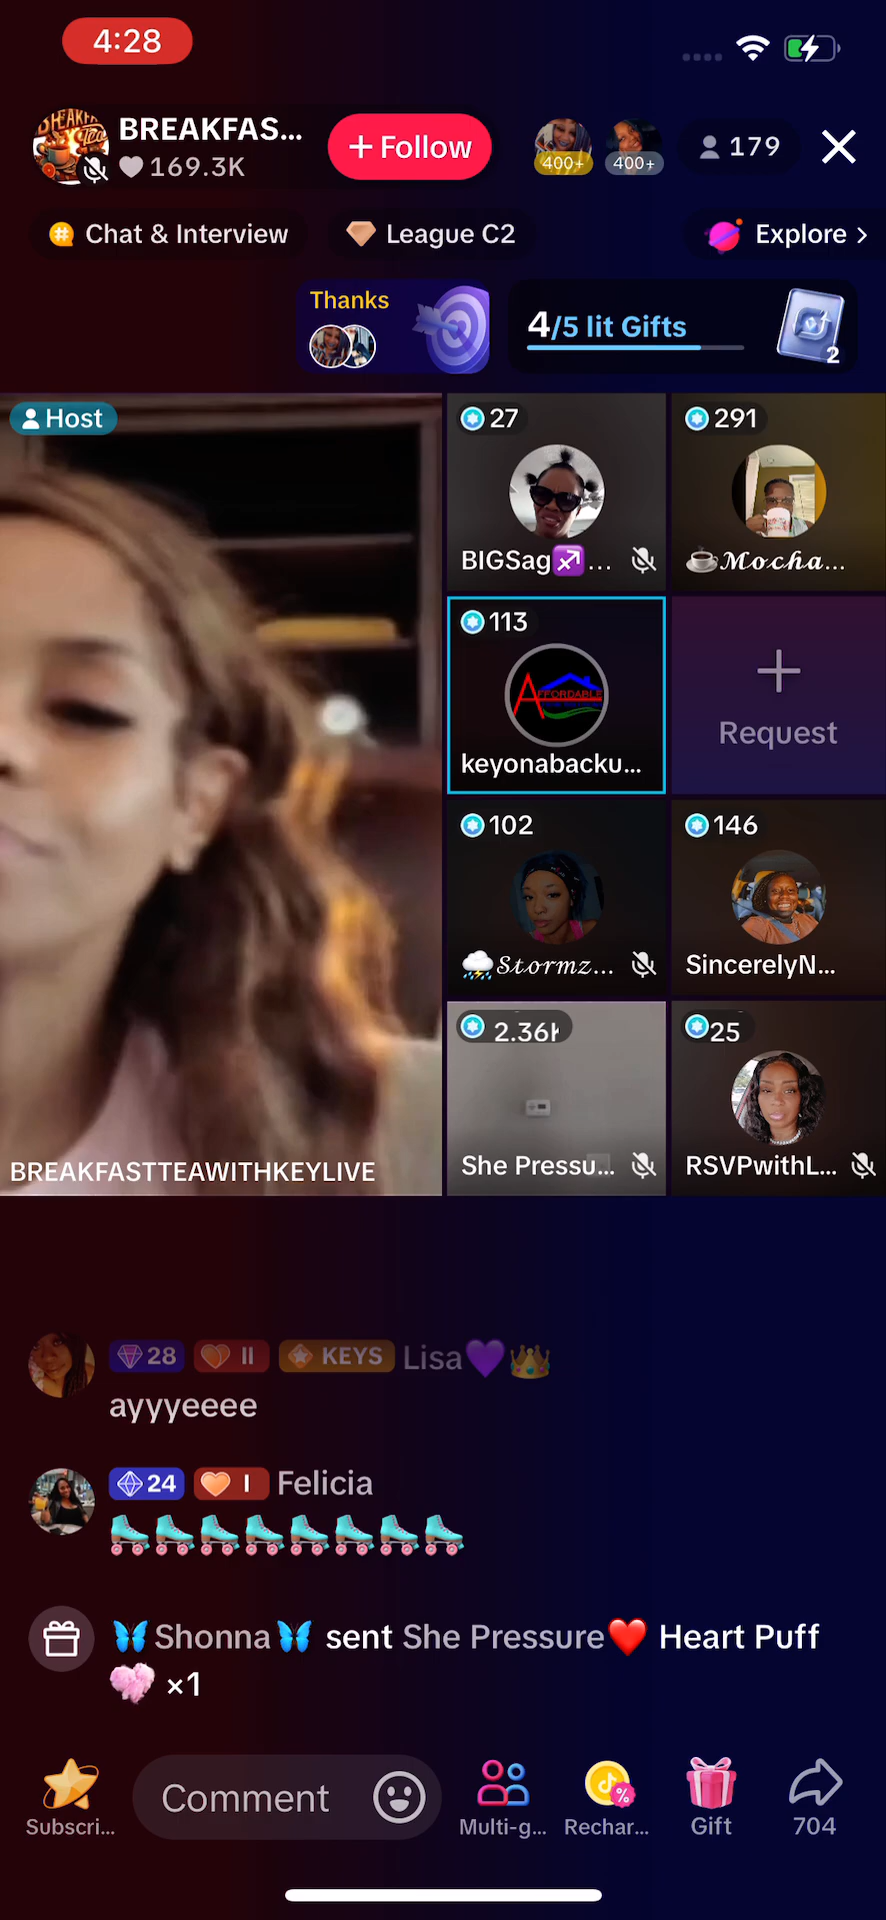 4:28
BREAKFAS...
169.3K
+ Follow
400+
400+
179
Chat & Interview
League C2
Explore >
Thanks
4/5 lit Gifts
2
Host
27
BIGSag♐...
291
☕𝓜𝓸𝓬𝓱𝓪...
113
AFFORDABLE
keyonabacku...
Request
102
⛈️𝓢𝓽𝓸𝓻𝓶𝔃...
146
SincerelyN...
2.36K
She Pressu...
25
RSVPwithL...
BREAKFASTTEAWITHKEYLIVE
28 II KEYS Lisa💜👑
ayyyeeee
24 I Felicia
🛼🛼🛼🛼🛼🛼🛼🛼
🦋Shonna🦋 sent She Pressure❤️ Heart Puff
×1
Comment
Subscri...
Multi-g...
Rechar...
Gift
704